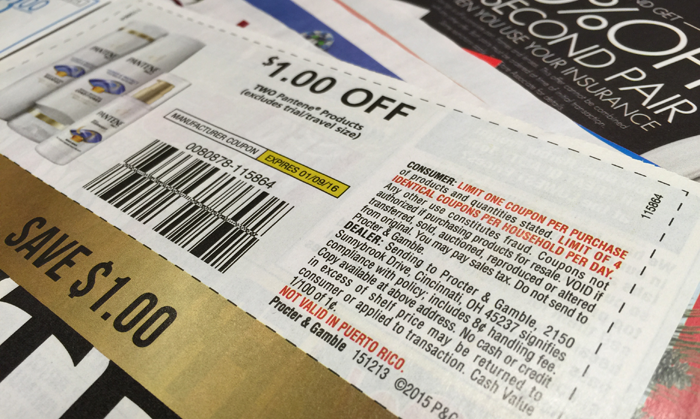 $1.00 OFF
TWO Pantene® Products
(excludes trial/travel size)
MANUFACTURER COUPON
EXPIRES 01/09/16
0080878-115864
PANTENE
SAVE $1.00
CONSUMER: LIMIT ONE COUPON PER PURCHASE
of products and quantities stated. LIMIT OF 4
IDENTICAL COUPONS PER HOUSEHOLD PER DAY.
Any other use constitutes fraud. Coupons not
authorized if purchasing products for resale. VOID if
transferred, sold, auctioned, reproduced or altered
from original. You may pay sales tax. Do not send to
Procter & Gamble.
DEALER: Sending to Procter & Gamble, 2150
Sunnybrook Drive, Cincinnati, OH 45237 signifies
compliance with policy; includes 8¢ handling fee.
copy available at above address. No cash or credit
in excess of shelf price may be returned to
consumer or applied to transaction. Cash Value
1/100 of 1¢.
NOT VALID IN PUERTO RICO.
Procter & Gamble 151213 ©2015 P&G
115864
% OFF
SECOND PAIR
WHEN YOU USE YOUR INSURANCE